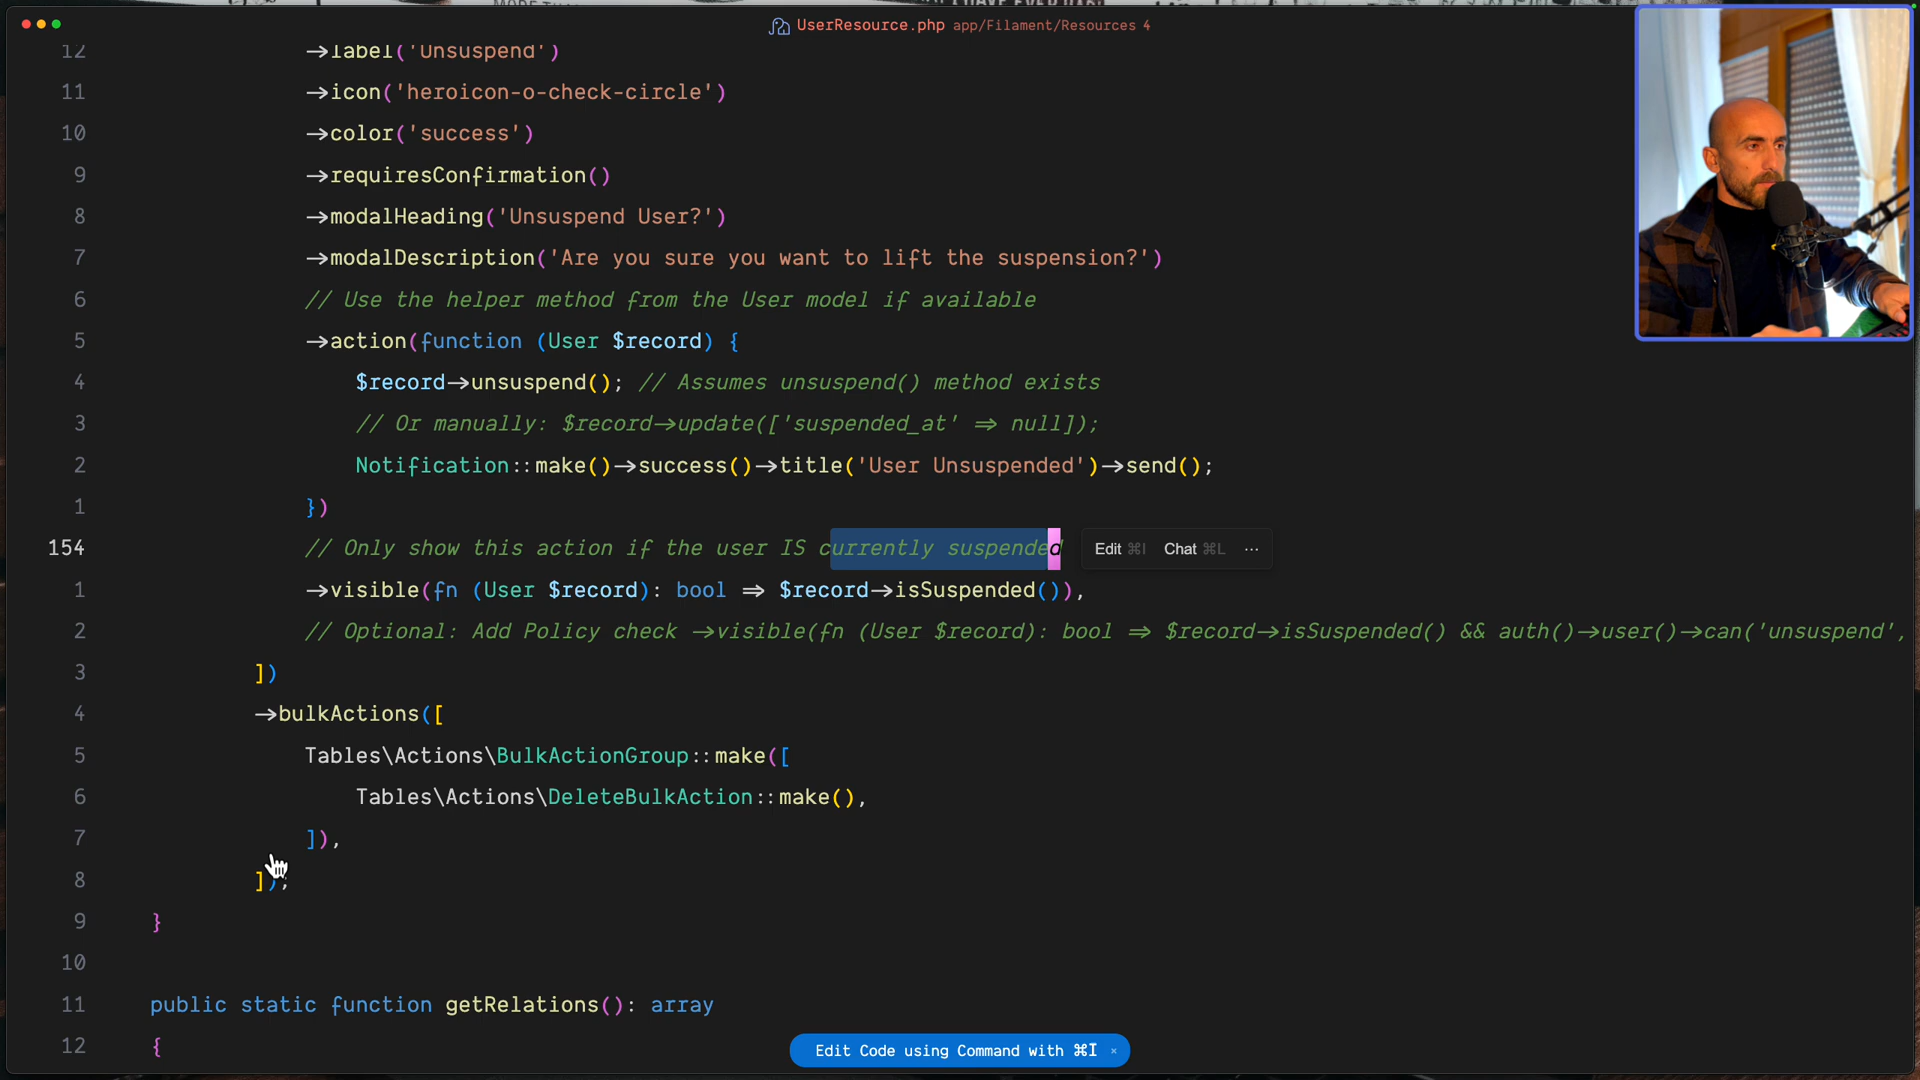 UserResource.php app/Filament/Resources 4
12 →label('Unsuspend')
11 →icon('heroicon-o-check-circle')
10 →color('success')
9 →requiresConfirmation()
8 →modalHeading('Unsuspend User?')
7 →modalDescription('Are you sure you want to lift the suspension?')
6 // Use the helper method from the User model if available
5 →action(function (User $record) {
4 $record→unsuspend(); // Assumes unsuspend() method exists
3 // Or manually: $record→update(['suspended_at' ⇒ null]);
2 Notification::make()→success()→title('User Unsuspended')→send();
1 })
154 // Only show this action if the user IS currently suspended Edit ⌘I Chat ⌘L ···
1 →visible(fn (User $record): bool ⇒ $record→isSuspended()),
2 // Optional: Add Policy check →visible(fn (User $record): bool ⇒ $record→isSuspended() && auth()→user()→can('unsuspend',
3 ])
4 →bulkActions([
5 Tables\Actions\BulkActionGroup::make([
6 Tables\Actions\DeleteBulkAction::make(),
7 ]),
8 ]);
9 }
10
11 public static function getRelations(): array
12 {
Edit Code using Command with ⌘I ×